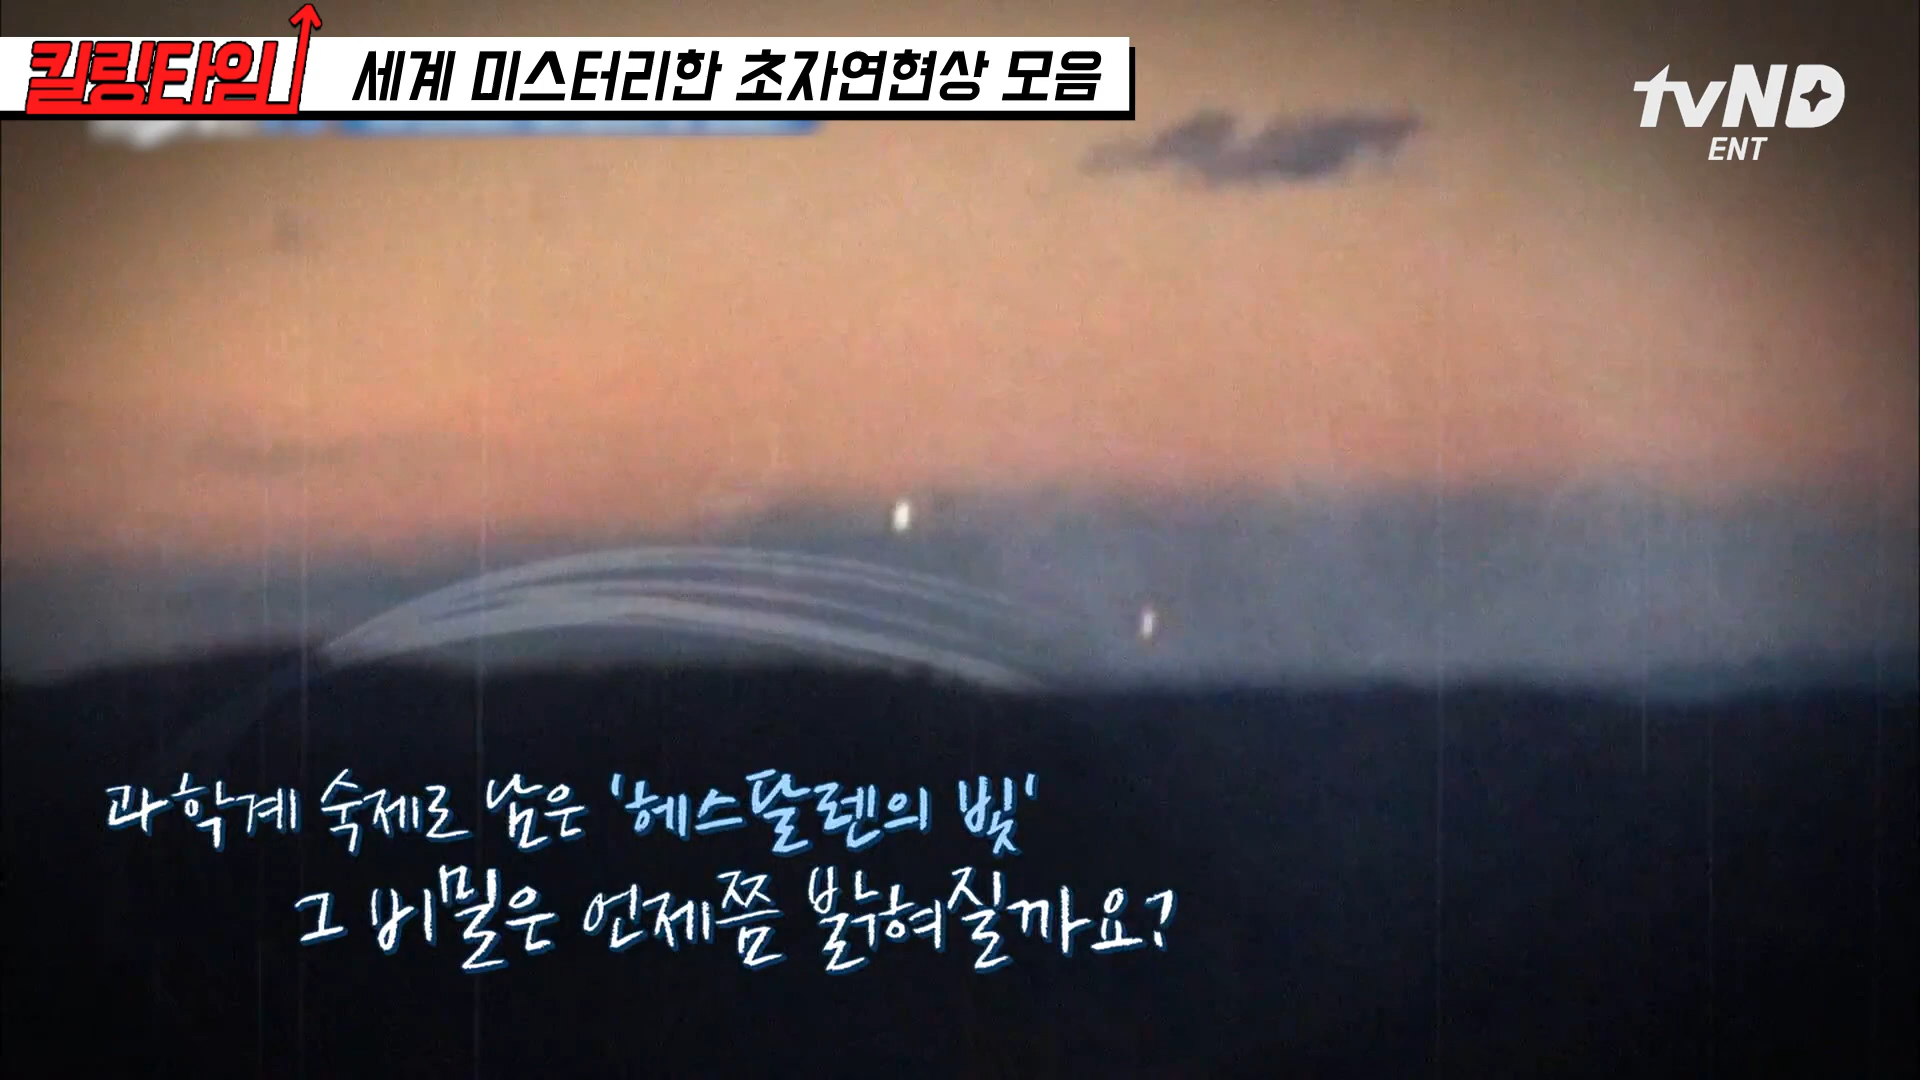 킬링타임 세계 미스터리한 초자연현상 모음
tvND
ENT
과학계 숙제로 남은 '헤스팔렌의 빛'
그 비밀은 언제쯤 밝혀질까요?